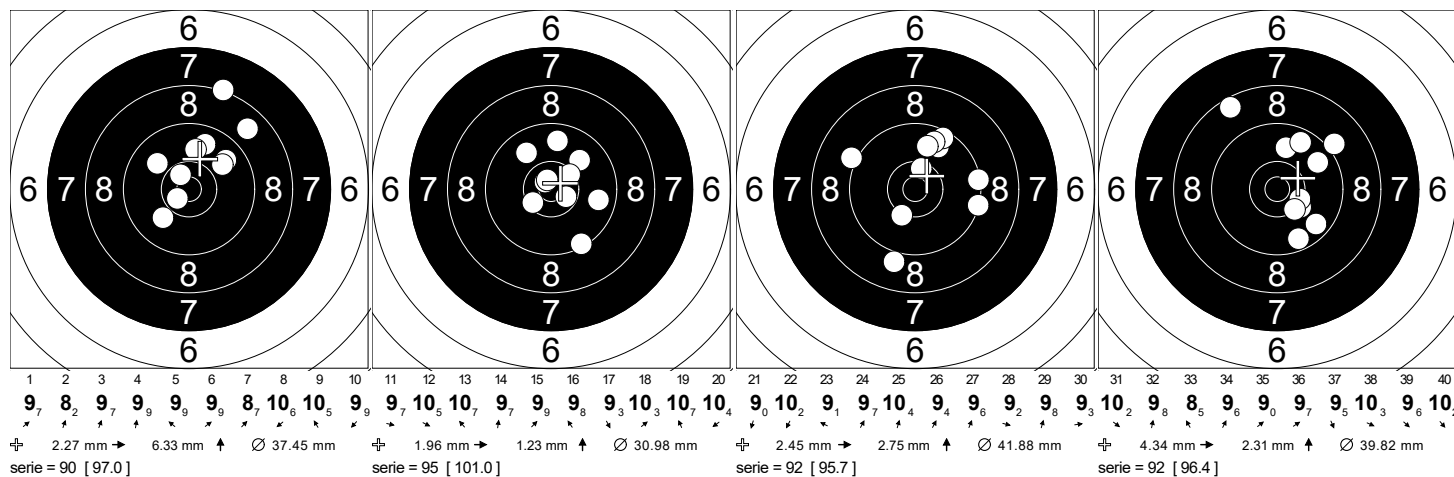 6 6 6 6
7 7 7 7
8 8 8 8
6 7 8 8 7 6 7 8 8 7 6 7 8 8 7 6 7 8 8 7 6
8 8 8 8
7 7 7 7
6 6 6 6
1 2 3 4 5 6 7 8 9 10 11 12 13 14 15 16 17 18 19 20 21 22 23 24 25 26 27 28 29 30 31 32 33 34 35 36 37 38 39 40
9₇ 8₂ 9₇ 9₉ 9₉ 9₉ 8₇ 10₆ 10₅ 9₉ 9₇ 10₅ 10₇ 9₇ 9₉ 9₈ 9₃ 10₃ 10₇ 10₄ 9₀ 10₂ 9₁ 9₇ 10₄ 9₄ 9₆ 9₂ 9₈ 9₃ 10₂ 9₈ 8₅ 9₆ 9₀ 9₇ 9₅ 10₃ 9₆ 10₂
2.27 mm → 6.33 mm ↑ Ø 37.45 mm 1.96 mm → 1.23 mm ↑ Ø 30.98 mm 2.45 mm → 2.75 mm ↑ Ø 41.88 mm 4.34 mm → 2.31 mm ↑ Ø 39.82 mm
serie = 90 [ 97.0 ] serie = 95 [ 101.0 ] serie = 92 [ 95.7 ] serie = 92 [ 96.4 ]